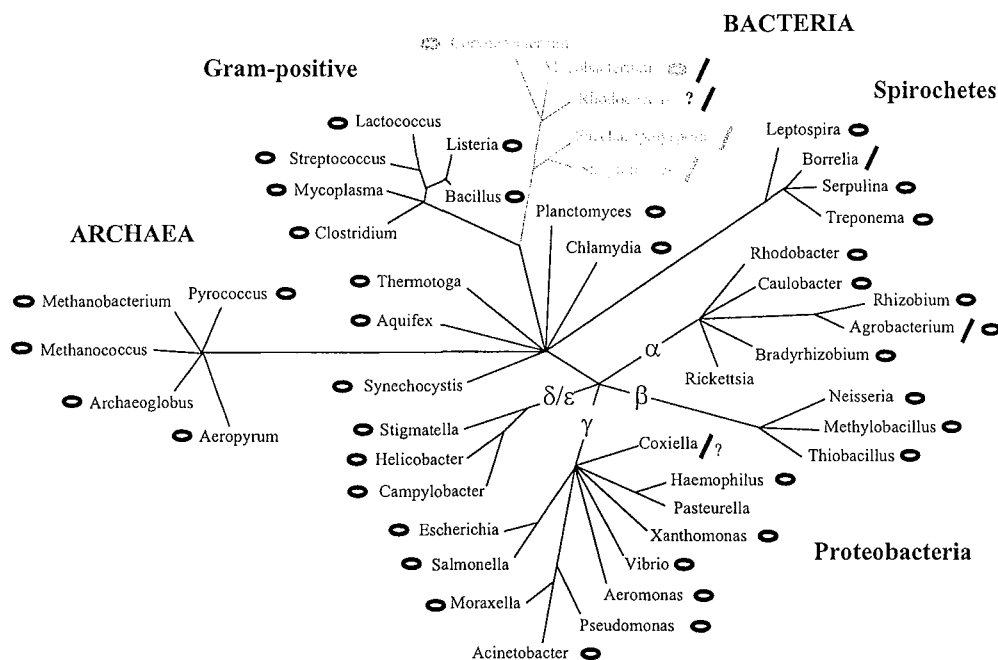 BACTERIA
Gram-positive
Mycobacterium
Rhodococcus ?
Spirochetes
Lactococcus
Listeria
Streptococcus
Mycoplasma
Bacillus
Clostridium
Leptospira
Borrelia
Serpulina
Treponema
Planctomyces
Chlamydia
ARCHAEA
Methanobacterium
Pyrococcus
Methanococcus
Archaeoglobus
Aeropyrum
Thermotoga
Aquifex
Synechocystis
Rhodobacter
Caulobacter
Rhizobium
Agrobacterium
Bradyrhizobium
Rickettsia
α
δ/ε
β
γ
Neisseria
Methylobacillus
Thiobacillus
Stigmatella
Helicobacter
Campylobacter
Coxiella ?
Haemophilus
Pasteurella
Xanthomonas
Vibrio
Aeromonas
Pseudomonas
Escherichia
Salmonella
Moraxella
Acinetobacter
Proteobacteria